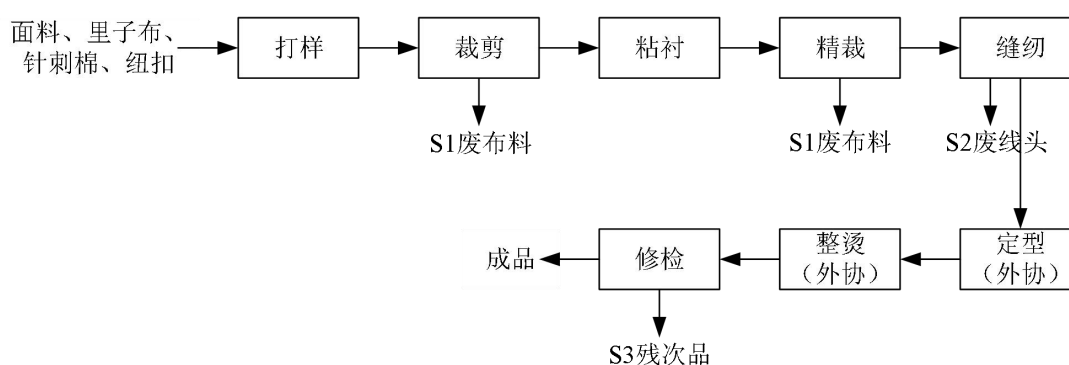 面料、里子布、
针刺棉、纽扣
打样
裁剪
粘衬
精裁
缝纫
S1废布料
S1废布料
S2废线头
成品
修检
整烫
（外协）
定型
（外协）
S3残次品